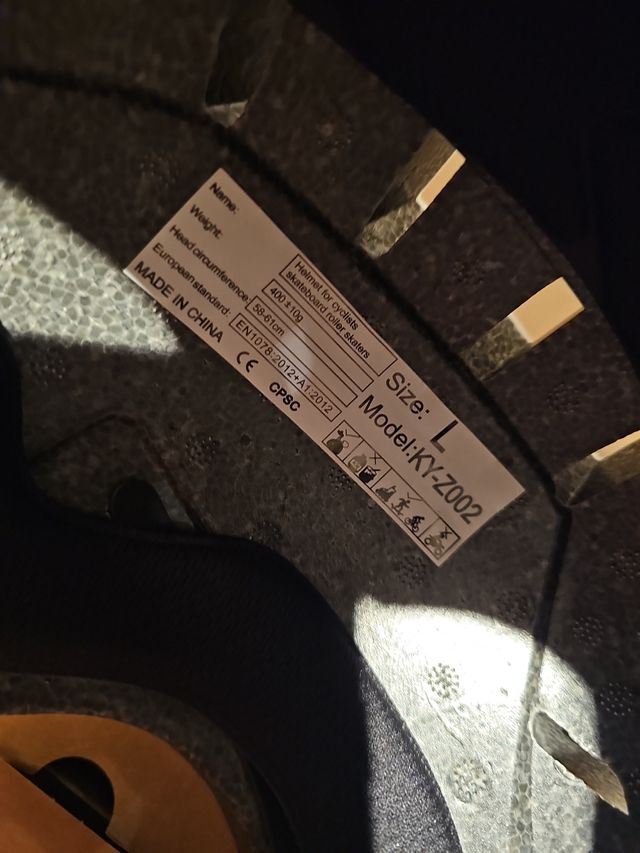 Name: Helmet for cyclists
skateboard roller skaters
Weight: 400±10g
Head circumference: 58-61cm
European standard: EN1078:2012+A1:2012
MADE IN CHINA CE CPSC
Size: L
Model:KY-Z002